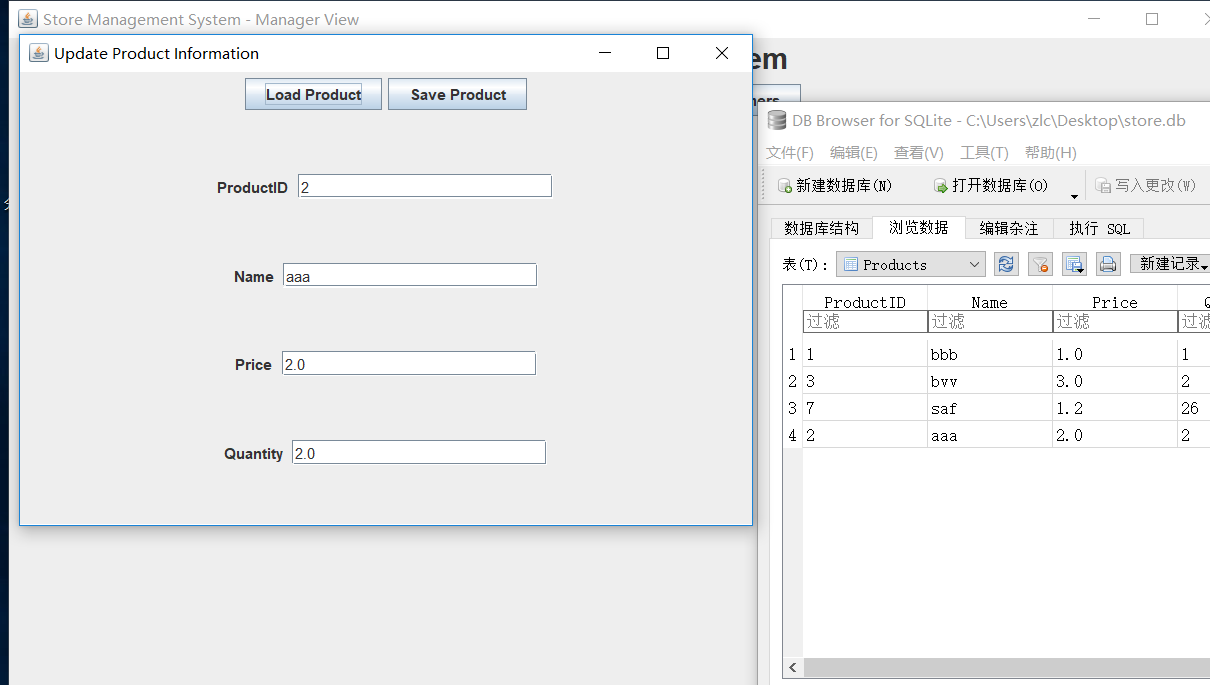 Store Management System - Manager View
Update Product Information
Load Product
Save Product
ProductID 2
Name aaa
Price 2.0
Quantity 2.0
em
DB Browser for SQLite - C:\Users\zlc\Desktop\store.db
文件(F) 编辑(E) 查看(V) 工具(T) 帮助(H)
新建数据库(N) 打开数据库(O) 写入更改(W)
数据库结构 浏览数据 编辑杂注 执行 SQL
表(T): Products 新建记录
ProductID Name Price
过滤 过滤 过滤 过滤
1 1 bbb 1.0 1
2 3 bvv 3.0 2
3 7 saf 1.2 26
4 2 aaa 2.0 2